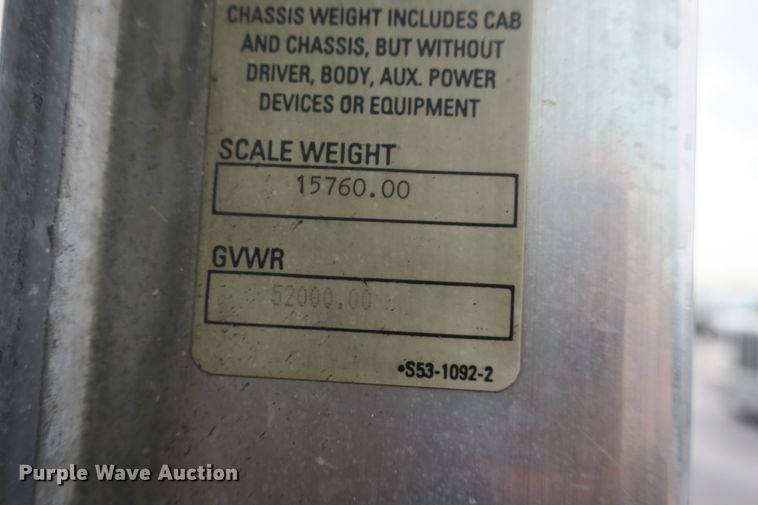 CHASSIS WEIGHT INCLUDES CAB
AND CHASSIS, BUT WITHOUT
DRIVER, BODY, AUX. POWER
DEVICES OR EQUIPMENT
SCALE WEIGHT
15760.00
GVWR
52000.00
•S53-1092-2
Purple Wave Auction